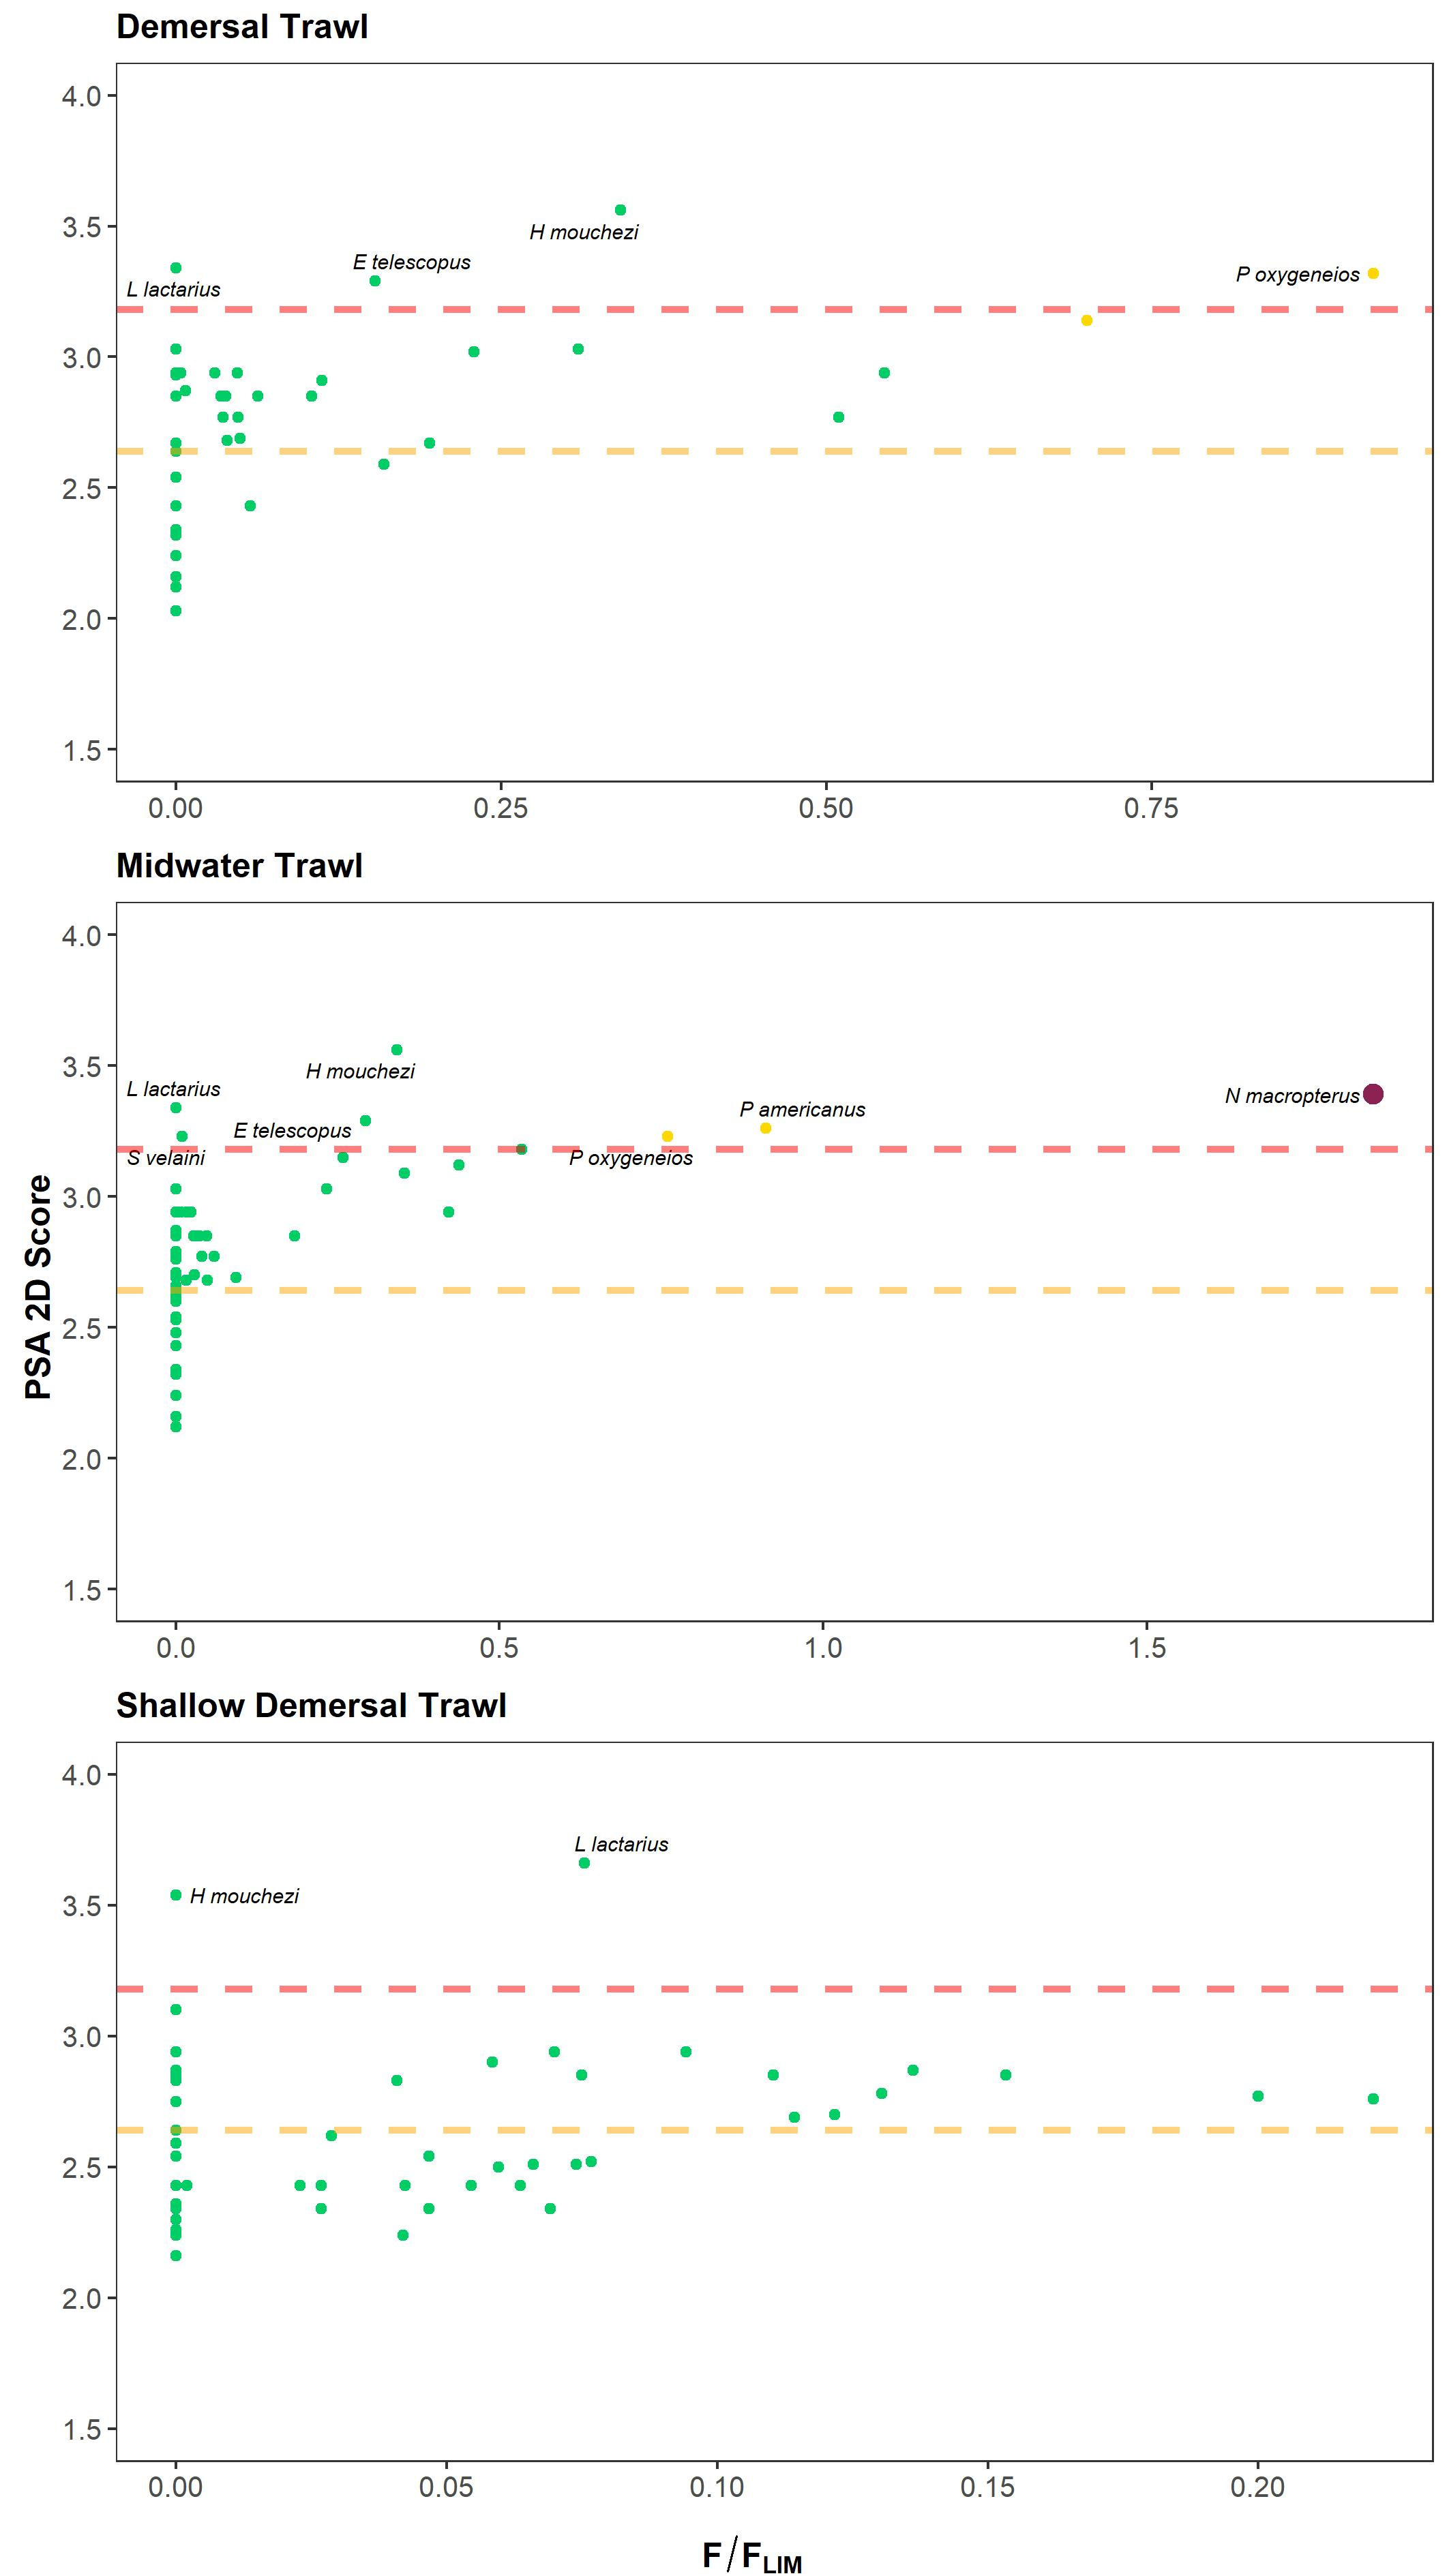 Demersal Trawl
4.0
3.5
H mouchezi
E telescopus
P oxygeneios
L lactarius
3.0
2.5
2.0
1.5
0.00 0.25 0.50 0.75
Midwater Trawl
4.0
3.5
H mouchezi
L lactarius
N macropterus
P americanus
E telescopus
S velaini
P oxygeneios
3.0
2.5
2.0
1.5
0.0 0.5 1.0 1.5
PSA 2D Score
Shallow Demersal Trawl
4.0
L lactarius
3.5
H mouchezi
3.0
2.5
2.0
1.5
0.00 0.05 0.10 0.15 0.20
F/FLIM